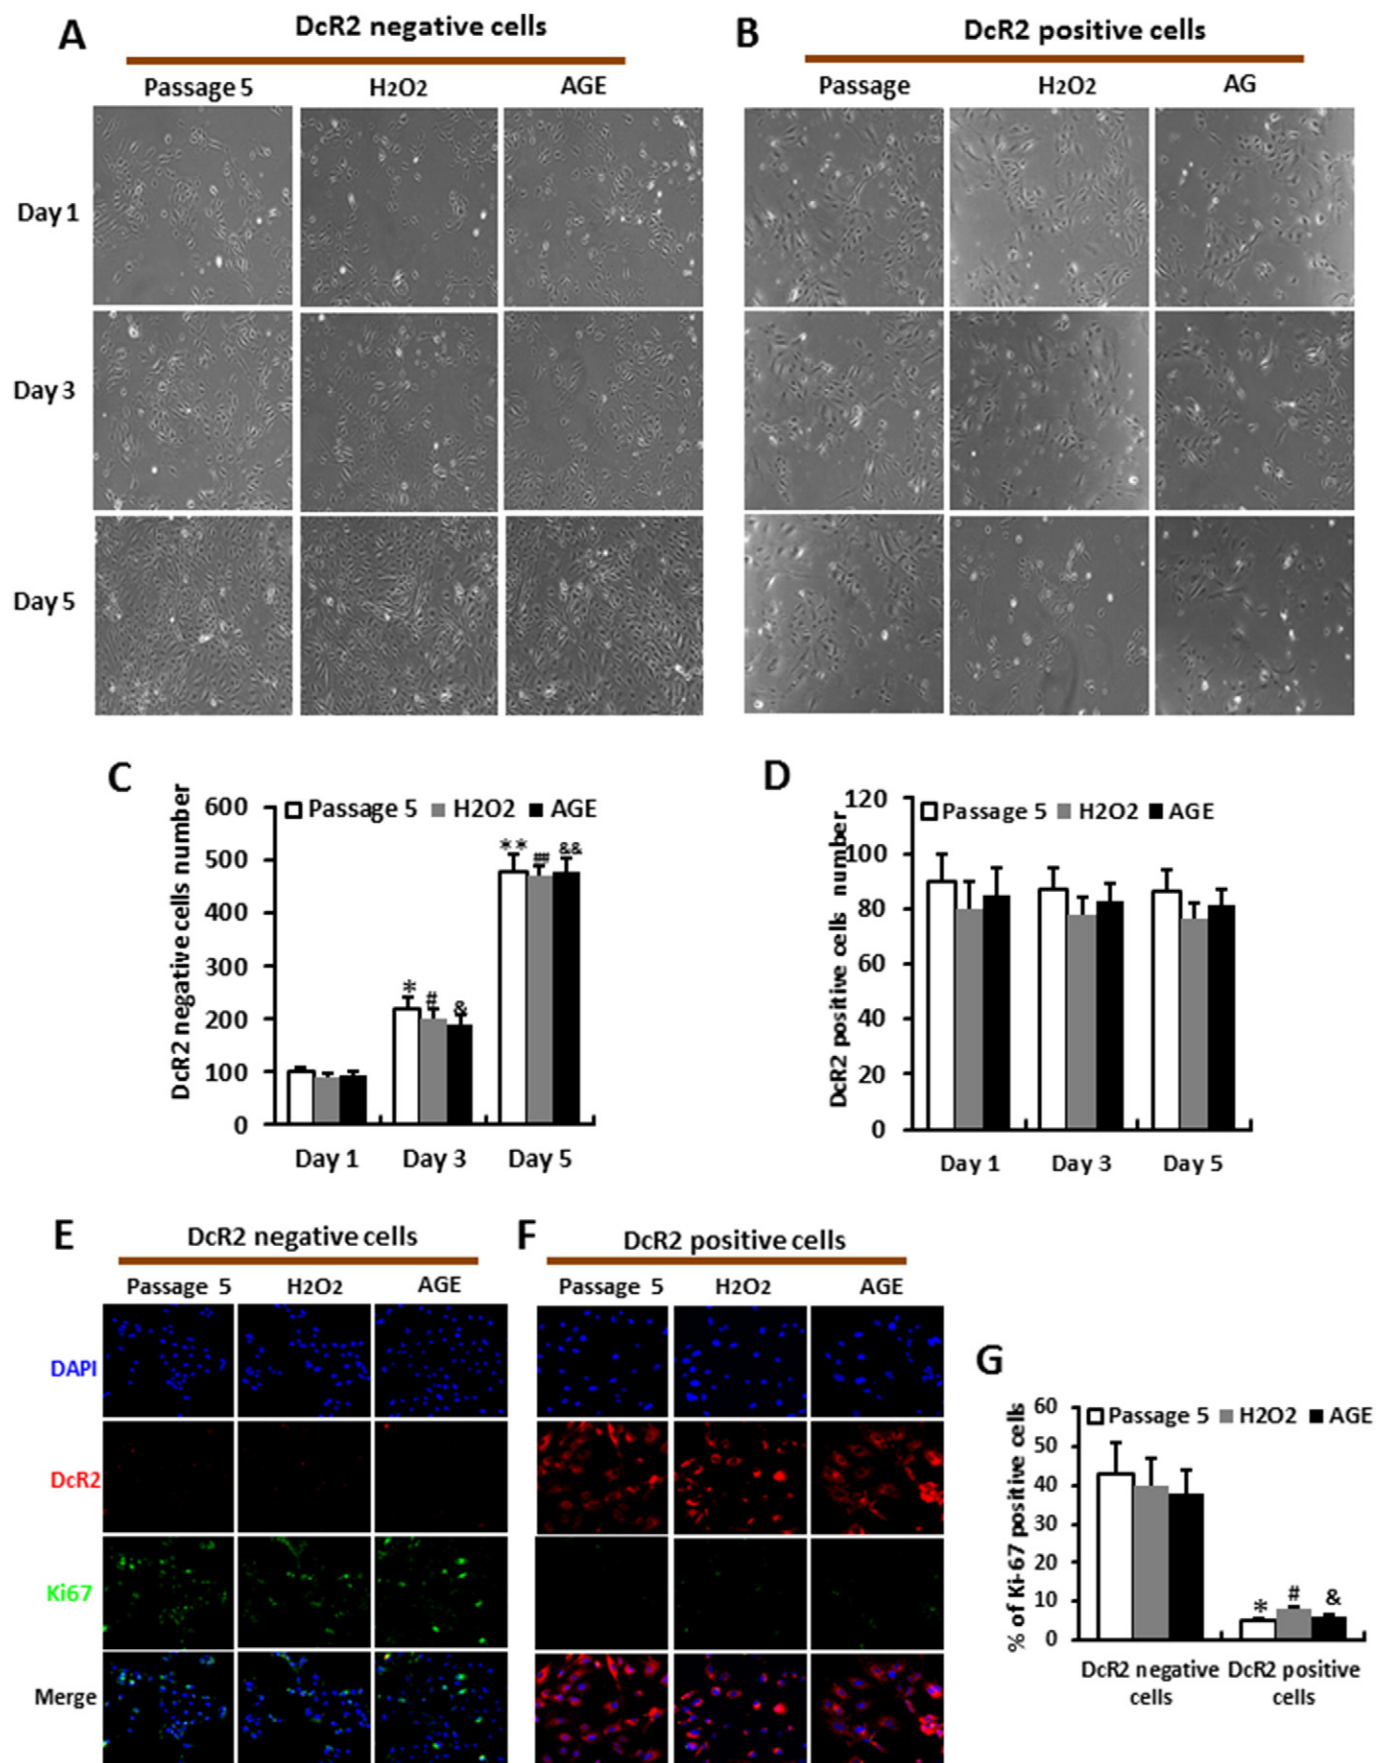 A
DcR2 negative cells
Passage 5 H2O2 AGE
Day 1
Day 3
Day 5
B
DcR2 positive cells
Passage H2O2 AG
C
DcR2 negative cells number
600
500
400
300
200
100
0
Passage 5 H2O2 AGE
* # &
** ## &&
Day 1 Day 3 Day 5
D
DcR2 positive cells number
120
100
80
60
40
20
0
Passage 5 H2O2 AGE
Day 1 Day 3 Day 5
E
DcR2 negative cells
Passage 5 H2O2 AGE
DAPI
DcR2
Ki67
Merge
F
DcR2 positive cells
Passage 5 H2O2 AGE
G
% of Ki-67 positive cells
60
50
40
30
20
10
0
Passage 5 H2O2 AGE
* # &
DcR2 negative cells
DcR2 positive cells